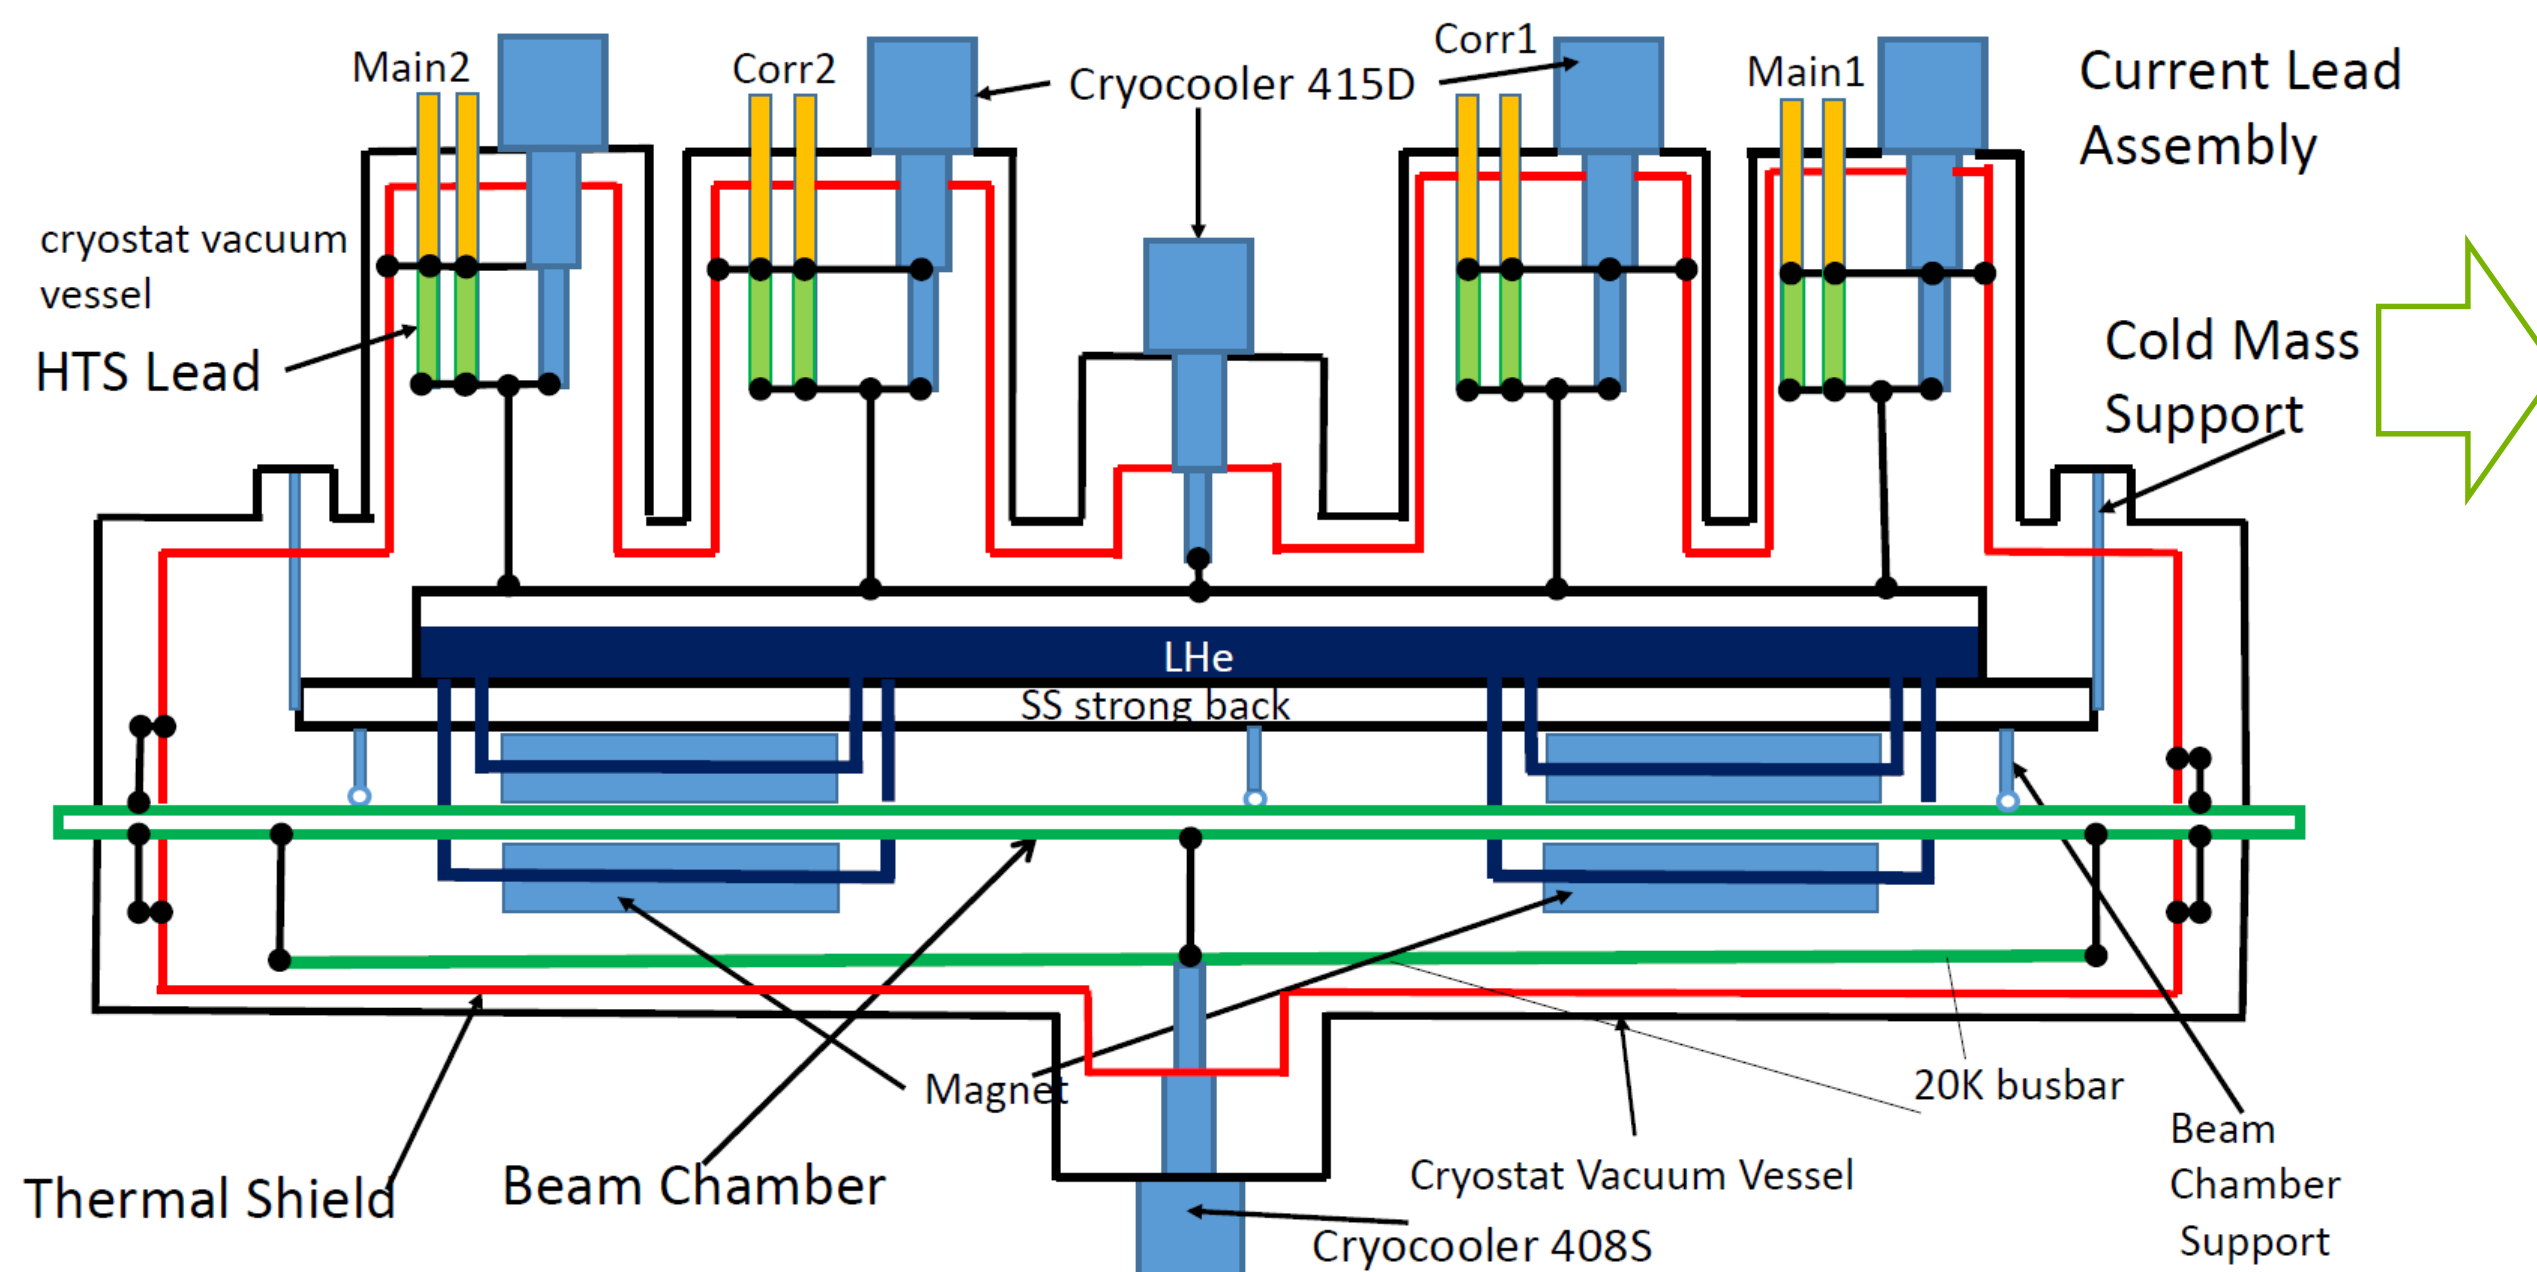 Main2
Corr2
Cryocooler 415D
Corr1
Main1
Current Lead
Assembly
cryostat vacuum
vessel
HTS Lead
Cold Mass
Support
LHe
SS strong back
Magnet
20K busbar
Beam
Chamber
Support
Thermal Shield
Beam Chamber
Cryostat Vacuum Vessel
Cryocooler 408S